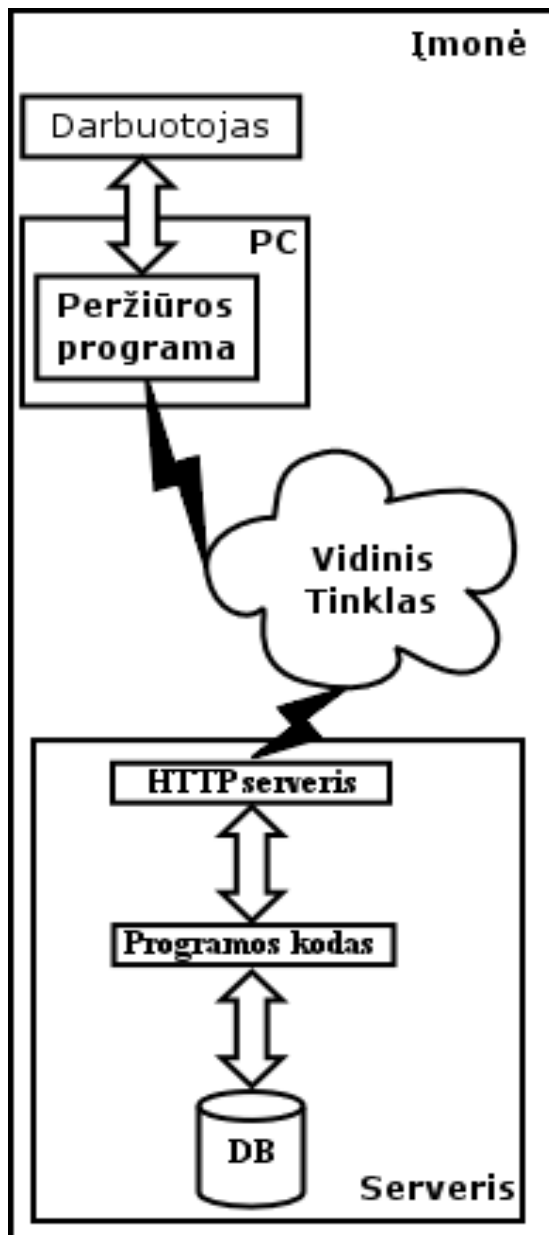 Įmonė
Darbuotojas
PC
Peržiūros
programa
Vidinis
Tinklas
HTTP serveris
Programos kodas
DB
Serveris